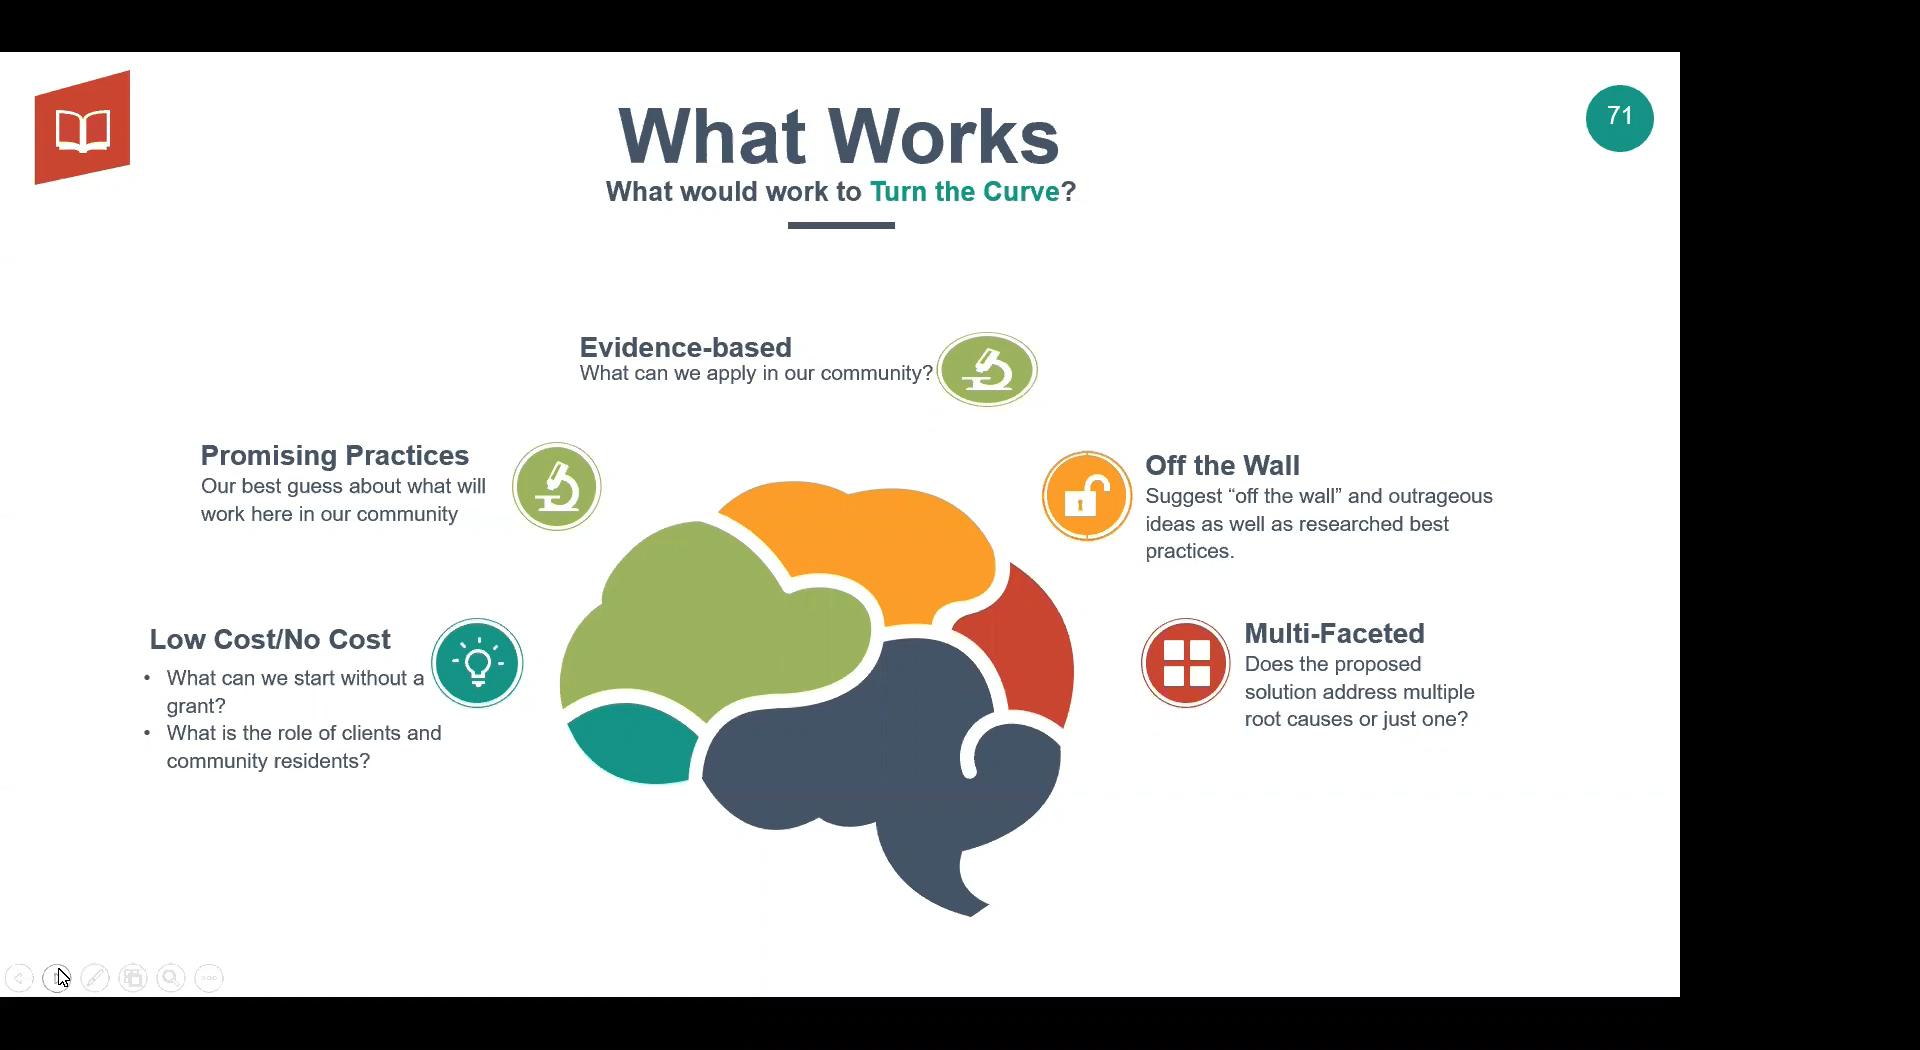 What Works
71
What would work to Turn the Curve?
Evidence-based
What can we apply in our community?
Promising Practices
Our best guess about what will
work here in our community
Off the Wall
Suggest “off the wall” and outrageous
ideas as well as researched best
practices.
Low Cost/No Cost
• What can we start without a
grant?
• What is the role of clients and
community residents?
Multi-Faceted
Does the proposed
solution address multiple
root causes or just one?